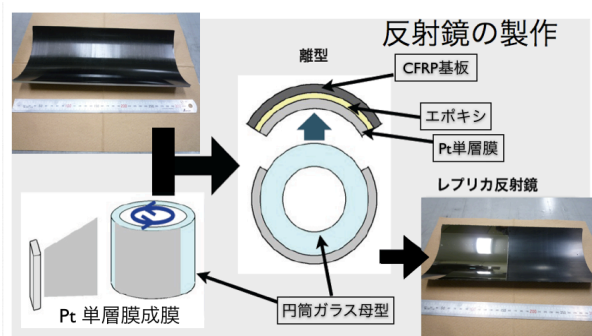 反射鏡の製作
離型
CFRP基板
エポキシ
Pt単層膜
レプリカ反射鏡
円筒ガラス母型
Pt 単層膜成膜